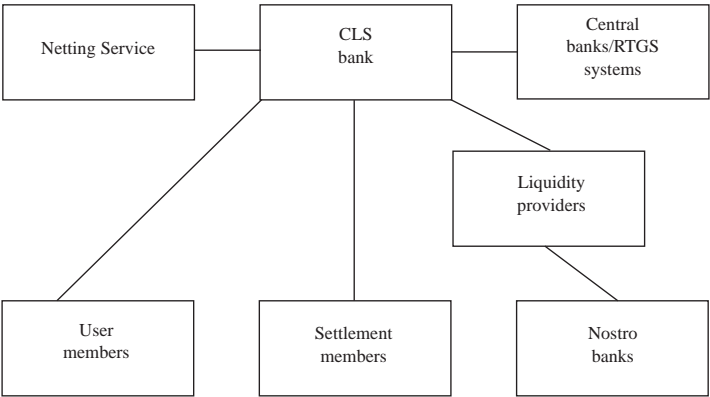 Netting Service
CLS
bank
Central
banks/RTGS
systems
Liquidity
providers
User
members
Settlement
members
Nostro
banks